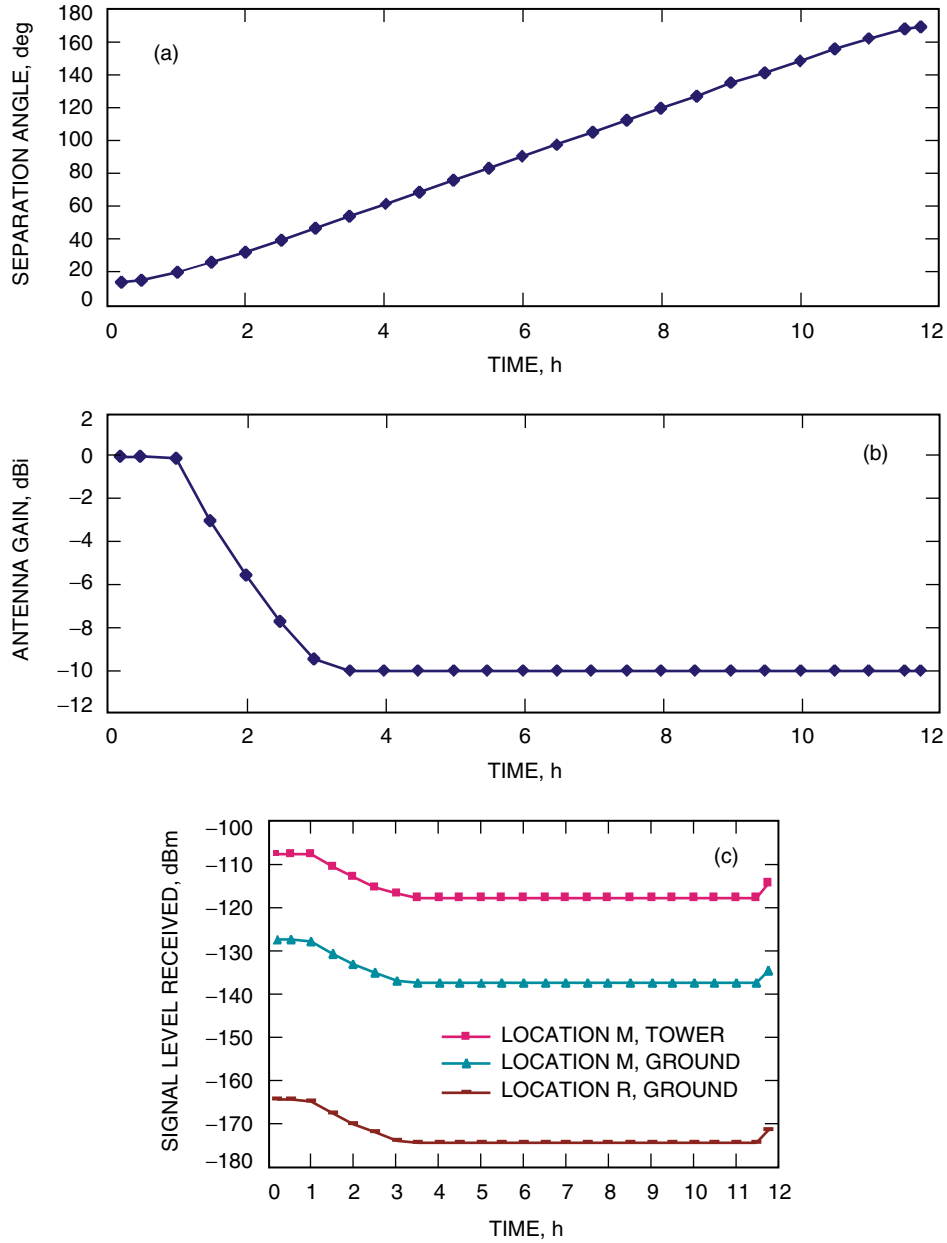 (a)
SEPARATION ANGLE, deg
180
160
140
120
100
80
60
40
20
0
0 2 4 6 8 10 12
TIME, h
(b)
ANTENNA GAIN, dBi
2
0
−2
−4
−6
−8
−10
−12
0 2 4 6 8 10 12
TIME, h
(c)
SIGNAL LEVEL RECEIVED, dBm
−100
−110
−120
−130
−140
−150
−160
−170
−180
LOCATION M, TOWER
LOCATION M, GROUND
LOCATION R, GROUND
0 1 2 3 4 5 6 7 8 9 10 11 12
TIME, h